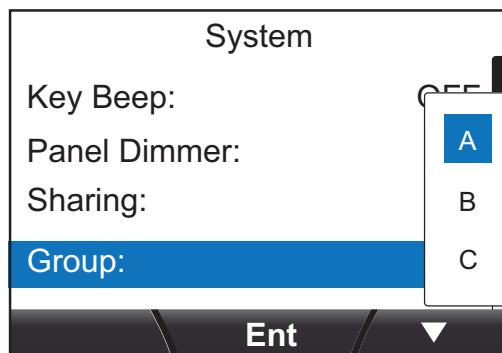 System
Key Beep:
Panel Dimmer:
Sharing:
Group:
A
B
C
Ent